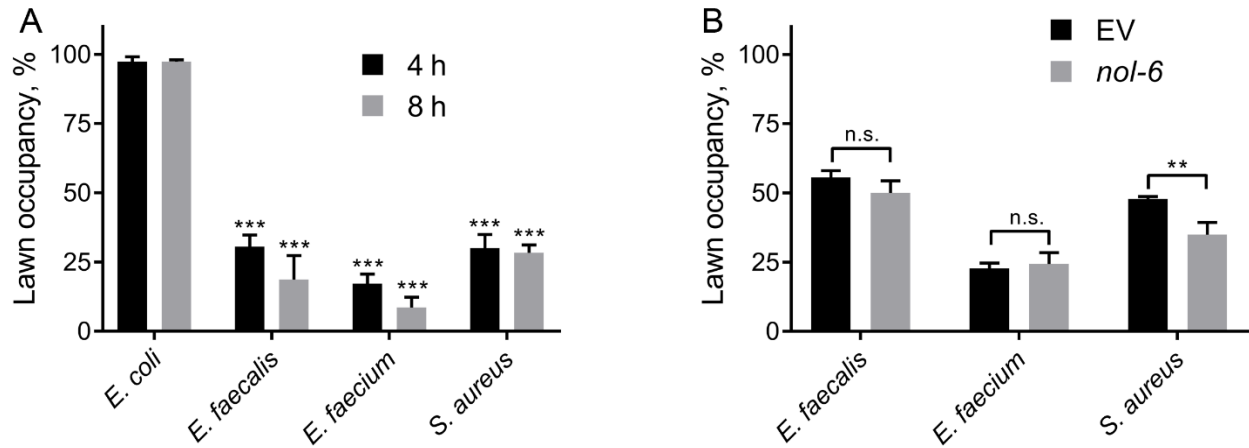 A
Lawn occupancy, %
100
75
50
25
0
4 h
8 h
***
***
***
***
***
***
E. coli
E. faecalis
E. faecium
S. aureus
B
Lawn occupancy, %
100
75
50
25
0
EV
nol-6
n.s.
n.s.
**
E. faecalis
E. faecium
S. aureus